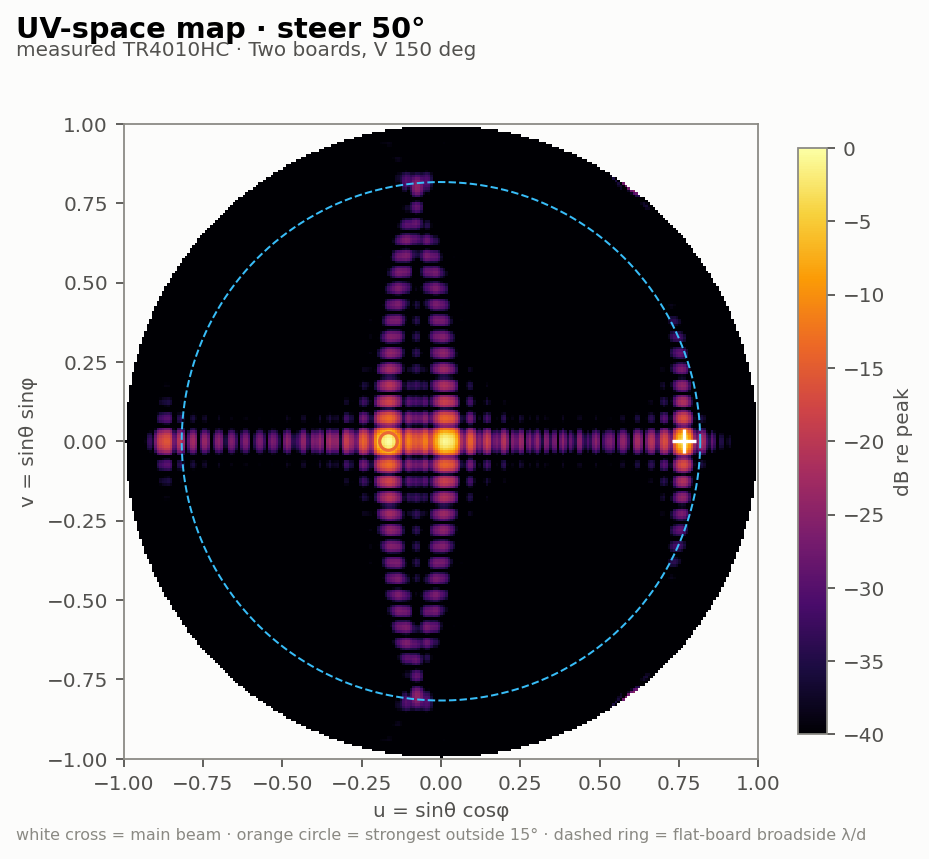 UV-space map · steer 50°
measured TR4010HC · Two boards, V 150 deg
1.00
0.75
0.50
0.25
0.00
−0.25
−0.50
−0.75
−1.00
v = sinθ sinφ
−1.00 −0.75 −0.50 −0.25 0.00 0.25 0.50 0.75 1.00
u = sinθ cosφ
0
−5
−10
−15
−20
−25
−30
−35
−40
dB re peak
white cross = main beam · orange circle = strongest outside 15° · dashed ring = flat-board broadside λ/d